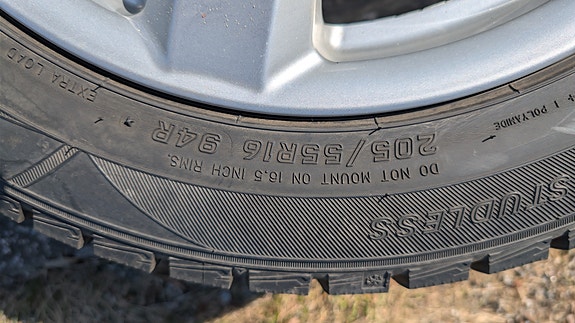 EXTRA LOAD
205/55R16 94R
DO NOT MOUNT ON 16.5 INCH RIMS.
+ 1 POLYAMIDE
STUDLESS